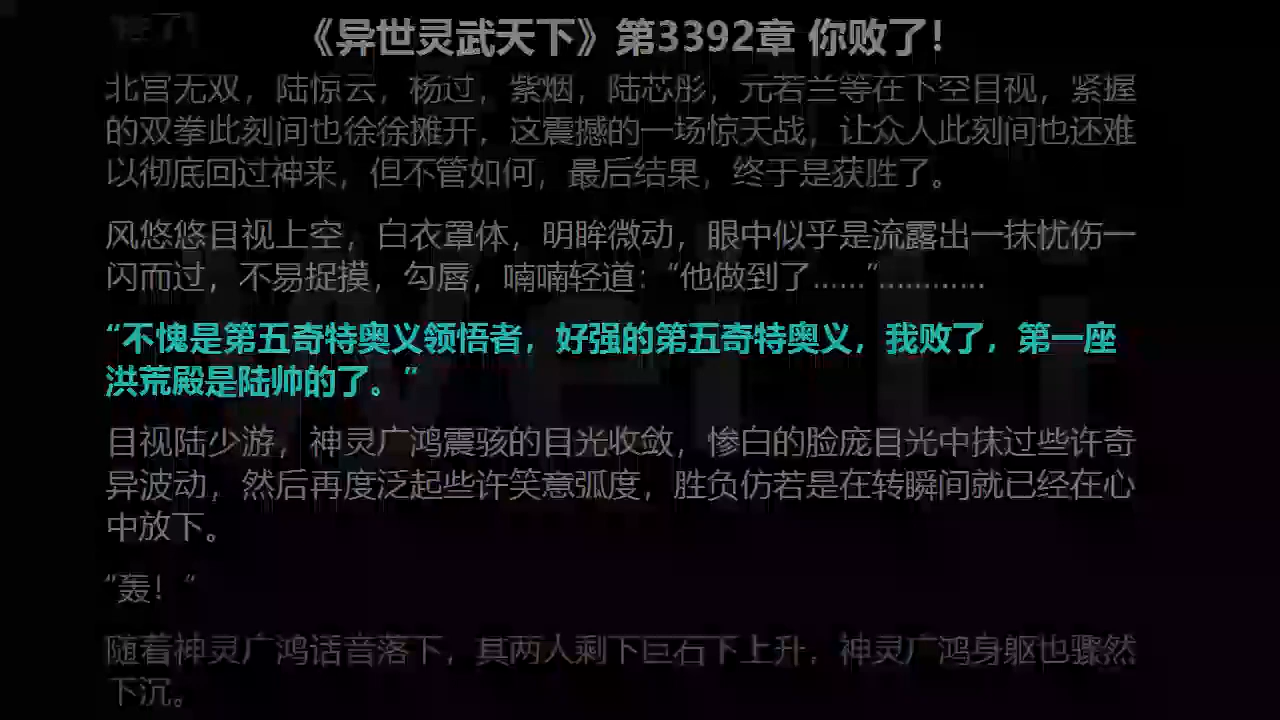 《异世灵武天下》第3392章 你败了!
北宫无双，陆惊云，杨过，紫烟，陆芯彤，元若兰等在下空目视，紧握
的双拳此刻间也徐徐摊开，这震撼的一场惊天战，让众人此刻间也还难
以彻底回过神来，但不管如何，最后结果，终于是获胜了。
风悠悠目视上空，白衣罩体，明眸微动，眼中似乎是流露出一抹忧伤一
闪而过，不易捉摸，勾唇，喃喃轻道：“他做到了……”…………
“不愧是第五奇特奥义领悟者，好强的第五奇特奥义，我败了，第一座
洪荒殿是陆帅的了。”
目视陆少游，神灵广鸿震骇的目光收敛，惨白的脸庞目光中抹过些许奇
异波动，然后再度泛起些许笑意弧度，胜负仿若是在转瞬间就已经在心
中放下。
“轰！“
随着神灵广鸿话音落下，其两人剩下巨石下上升，神灵广鸿身躯也骤然
下沉。